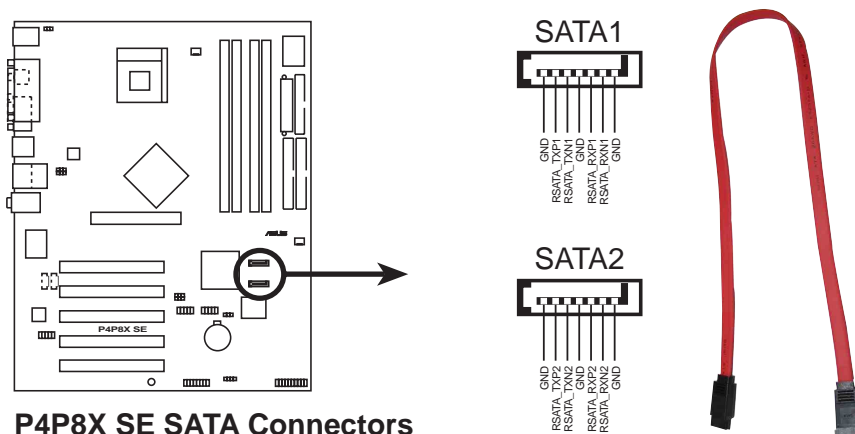 SATA1
GND
RSATA_TXP1
RSATA_TXN1
GND
RSATA_RXP1
RSATA_RXN1
GND
/SUS
P4P8X SE
SATA2
GND
RSATA_TXP2
RSATA_TXN2
GND
RSATA_RXP2
RSATA_RXN2
GND
P4P8X SE SATA Connectors